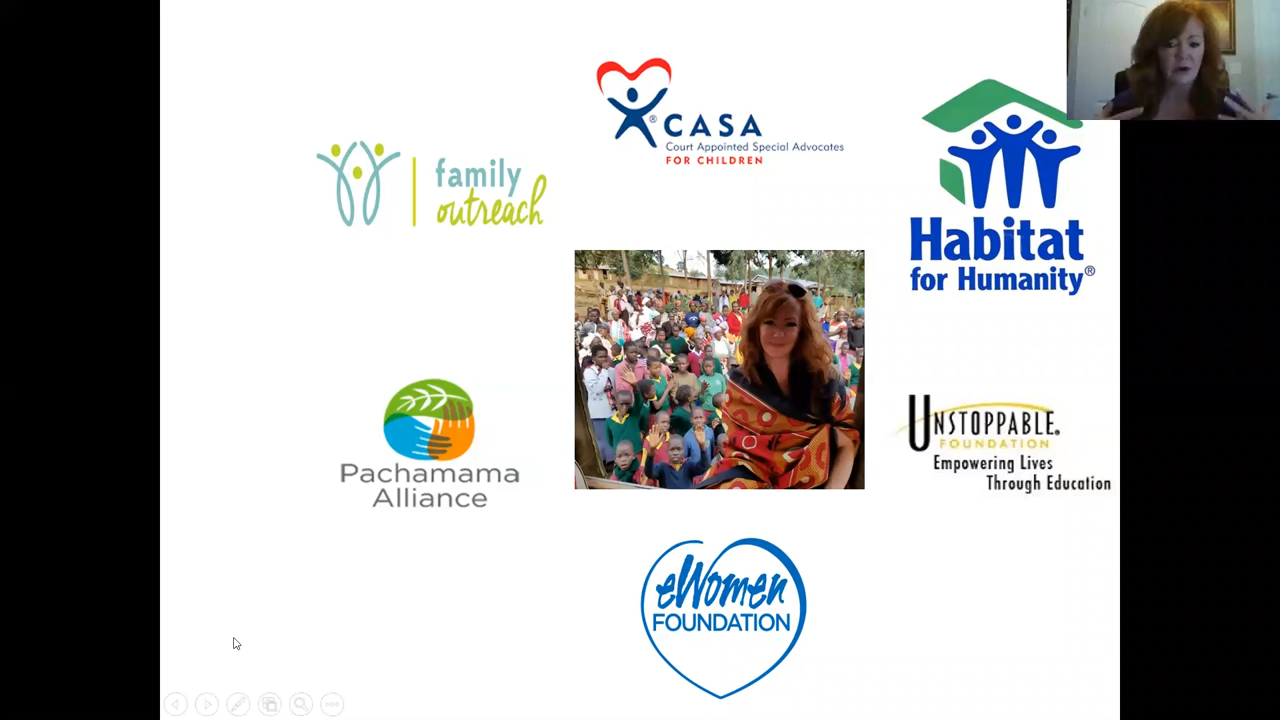 CASA
Court Appointed Special Advocates
FOR CHILDREN
family
outreach
Habitat
for Humanity®
UNSTOPPABLE®
FOUNDATION
Empowering Lives
Through Education
Pachamama
Alliance
eWomen
FOUNDATION